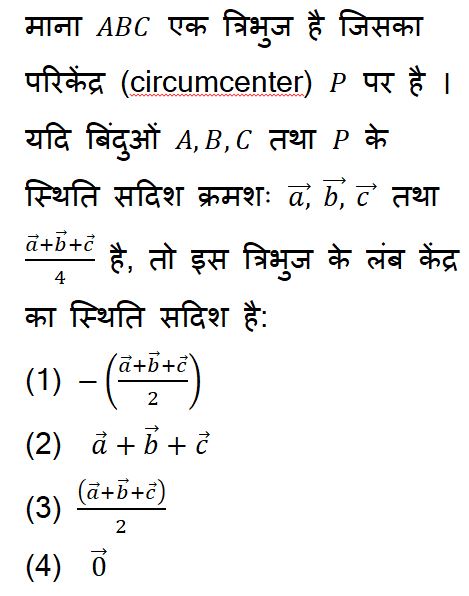 माना ABC एक त्रिभुज है जिसका
परिकेंद्र (circumcenter) P पर है ।
यदि बिंदुओं A, B, C तथा P के
स्थिति सदिश क्रमशः \vec{a}, \vec{b}, \vec{c} तथा
\frac{\vec{a}+\vec{b}+\vec{c}}{4} है, तो इस त्रिभुज के लंब केंद्र
का स्थिति सदिश है:
(1) -\left(\frac{\vec{a}+\vec{b}+\vec{c}}{2}\right)
(2) \vec{a} + \vec{b} + \vec{c}
(3) \frac{(\vec{a}+\vec{b}+\vec{c})}{2}
(4) \vec{0}